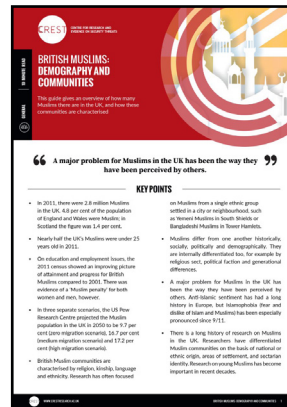 CREST
CENTRE FOR RESEARCH AND
EVIDENCE ON SECURITY THREATS
BRITISH MUSLIMS:
DEMOGRAPHY AND
COMMUNITIES
This guide gives an overview of how many
Muslims there are in the UK, and how these
communities are characterised
GENERAL
“ A major problem for Muslims in the UK has been the way they ”
have been perceived by others.
KEY POINTS
• In 2011, there were 2.8 million Muslims
in the UK. 4.8 per cent of the population
of England and Wales were Muslim; in
Scotland the figure was 1.4 per cent.
• Nearly half the UK's Muslims were under 25
years old in 2011.
• On education and employment issues, the
2011 census showed an improving picture
of attainment and progress for British
Muslims compared to 2001. There was
evidence of a 'Muslim penalty' for both
women and men, however.
• In three separate scenarios, the US Pew
Research Centre projected the Muslim
population in the UK in 2050 to be 9.7 per
cent (zero migration scenario), 16.7 per cent
(medium migration scenario) and 17.2 per
cent (high migration scenario).
• British Muslim communities are
characterised by religion, kinship, language
and ethnicity. Research has often focused
on Muslims from a single ethnic group
settled in a city or neighbourhood, such
as Yemeni Muslims in South Shields or
Bangladeshi Muslims in Tower Hamlets.
• Muslims differ from one another historically,
socially, politically and demographically. They
are internally differentiated too, for example by
religious sect, political faction and generational
differences.
• A major problem for Muslims in the UK has
been the way they have been perceived by
others. Anti-Islamic sentiment has had a long
history in Europe, but Islamophobia (fear and
dislike of Islam and Muslims) has been especially
pronounced since 9/11.
• There is a long history of research on Muslims
in the UK. Researchers have differentiated
Muslim communities on the basis of national or
ethnic origin, areas of settlement, and sectarian
identity. Research on young Muslims has become
important in recent decades.
WWW.CRESTRESEARCH.AC.UK
BRITISH MUSLIMS: DEMOGRAPHY AND COMMUNITIES